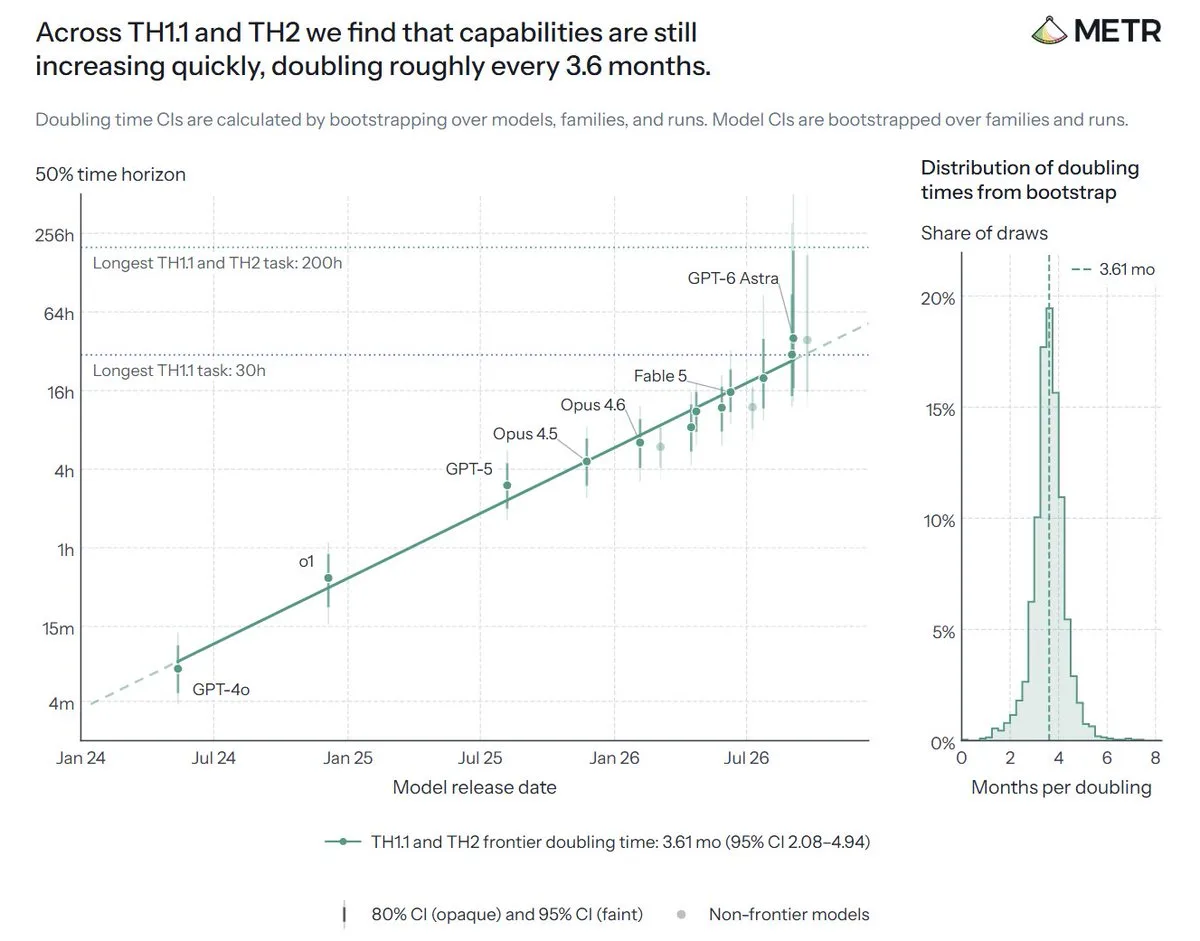 Across TH1.1 and TH2 we find that capabilities are still
increasing quickly, doubling roughly every 3.6 months.
METR
Doubling time CIs are calculated by bootstrapping over models, families, and runs. Model CIs are bootstrapped over families and runs.
50% time horizon
256h
64h
16h
4h
1h
15m
4m
Longest TH1.1 and TH2 task: 200h
Longest TH1.1 task: 30h
GPT-6 Astra
Fable 5
Opus 4.6
Opus 4.5
GPT-5
o1
GPT-4o
Jan 24
Jul 24
Jan 25
Jul 25
Jan 26
Jul 26
Model release date
Distribution of doubling
times from bootstrap
Share of draws
3.61 mo
20%
15%
10%
5%
0%
0
2
4
6
8
Months per doubling
TH1.1 and TH2 frontier doubling time: 3.61 mo (95% CI 2.08–4.94)
80% CI (opaque) and 95% CI (faint)
Non-frontier models